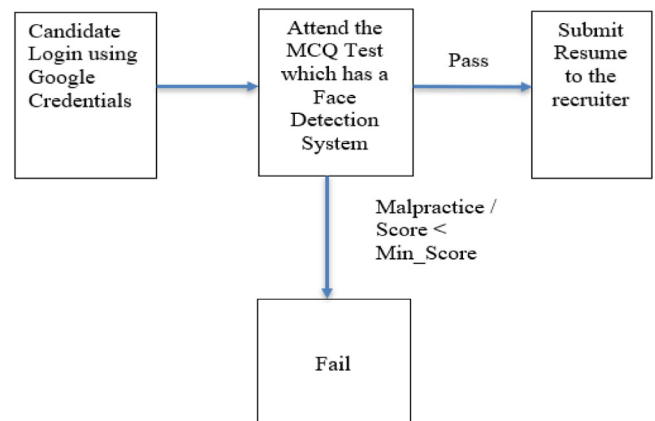 Candidate
Login using
Google
Credentials
Attend the
MCQ Test
which has a
Face
Detection
System
Pass
Submit
Resume
to the
recruiter
Malpractice /
Score <
Min_Score
Fail